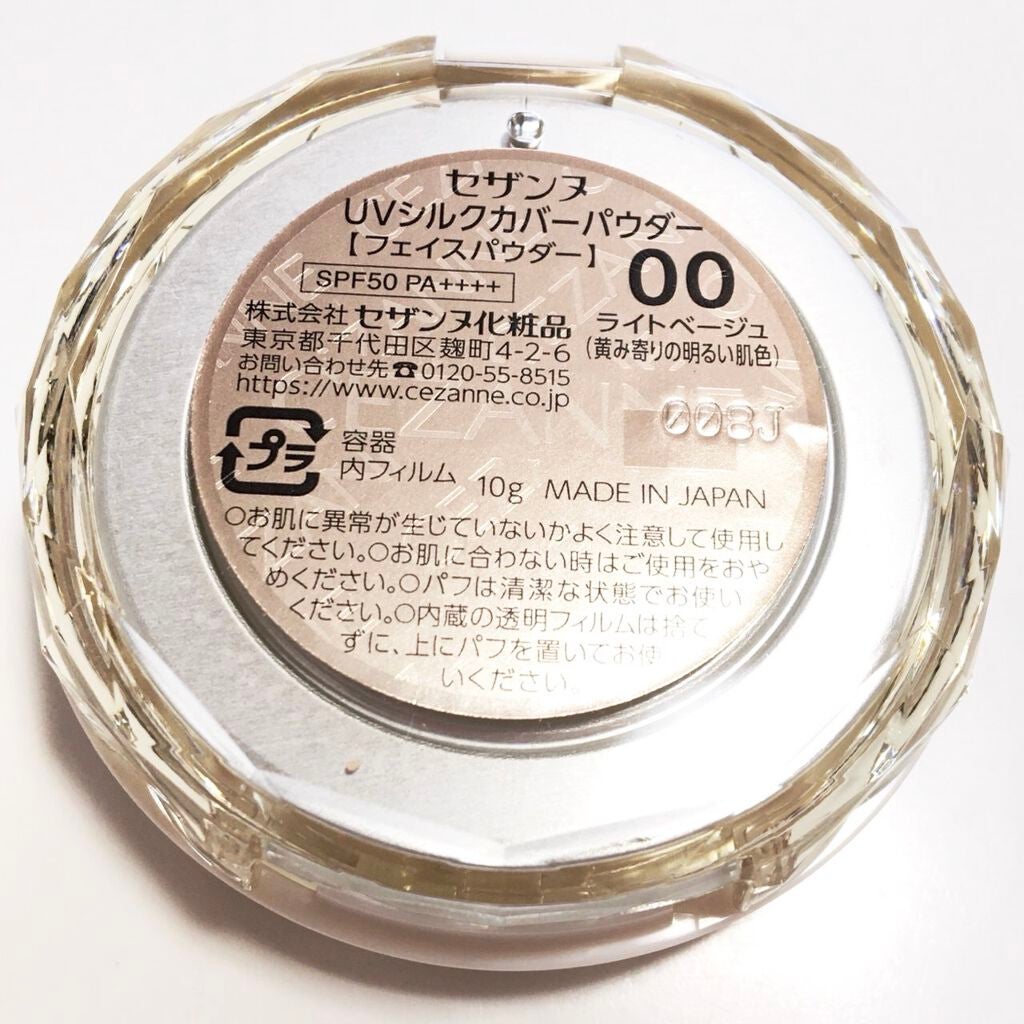 セザンヌ
UVシルクカバーパウダー
【フェイスパウダー】
00
SPF50 PA++++
ライトベージュ
(黄み寄りの明るい肌色)
株式会社 セザンヌ化粧品
東京都千代田区麹町4-2-6
お問い合わせ先☎0120-55-8515
https://www.cezanne.co.jp
008J
プラ
容器
内フィルム
10g MADE IN JAPAN
○お肌に異常が生じていないかよく注意して使用し
てください。○お肌に合わない時はご使用をおや
めください。○パフは清潔な状態でお使い
ください。○内蔵の透明フィルムは捨て
ずに、上にパフを置いてお使
いください。